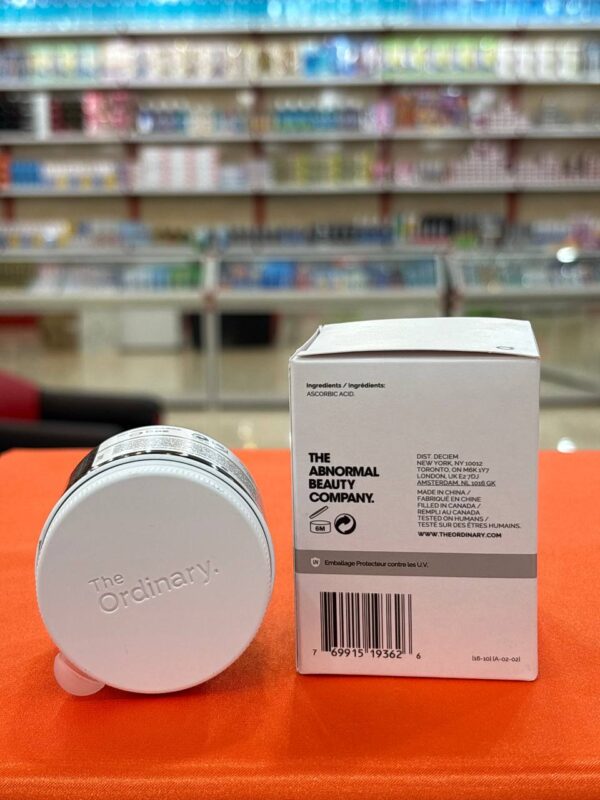 Ingredients / Ingrédients:
ASCORBIC ACID.
THE
ABNORMAL
BEAUTY
COMPANY.
DIST. DECIEM
NEW YORK, NY 10012
TORONTO, ON M6K 1Y7
LONDON, UK E2 7DJ
AMSTERDAM, NL 1016 GK
MADE IN CHINA /
FABRIQUÉ EN CHINE
FILLED IN CANADA /
REMPLI AU CANADA
TESTED ON HUMANS /
TESTÉ SUR DES ÊTRES HUMAINS.
WWW.THEORDINARY.COM
6M
UV
Emballage Protecteur contre les U.V.
7 69915 19362 6
(16-10) (A-02-02)
The
Ordinary.